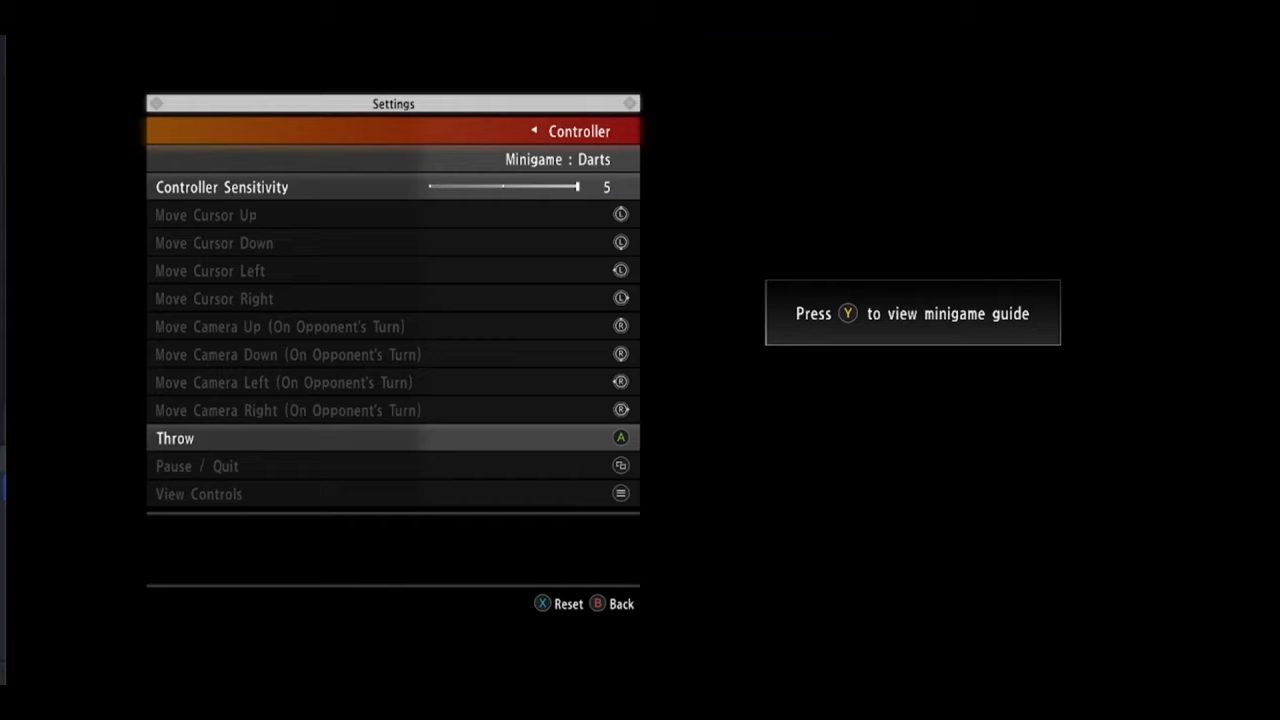 Settings
Controller
Minigame : Darts
Controller Sensitivity 5
Move Cursor Up L
Move Cursor Down L
Move Cursor Left L
Move Cursor Right L
Move Camera Up (On Opponent's Turn) R
Move Camera Down (On Opponent's Turn) R
Move Camera Left (On Opponent's Turn) R
Move Camera Right (On Opponent's Turn) R
Throw A
Pause / Quit
View Controls
X Reset B Back
Press Y to view minigame guide